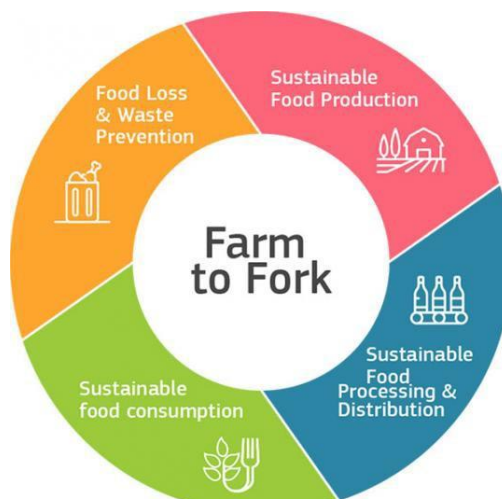 Food Loss
& Waste
Prevention
Sustainable
Food Production
Farm
to Fork
Sustainable
Food
Processing &
Distribution
Sustainable
food consumption